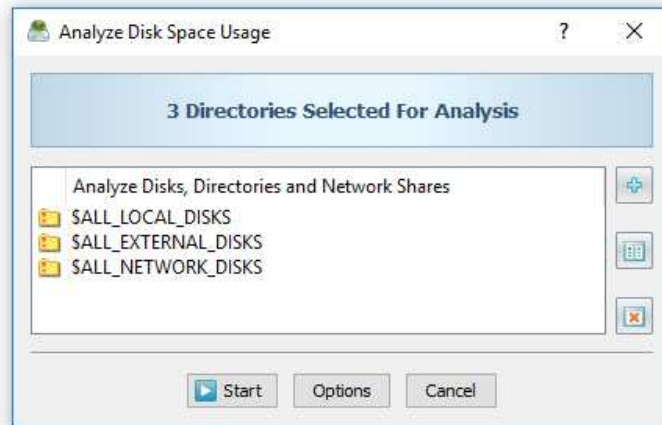 Analyze Disk Space Usage ?
3 Directories Selected For Analysis
Analyze Disks, Directories and Network Shares
$ALL_LOCAL_DISKS
$ALL_EXTERNAL_DISKS
$ALL_NETWORK_DISKS
Start Options Cancel